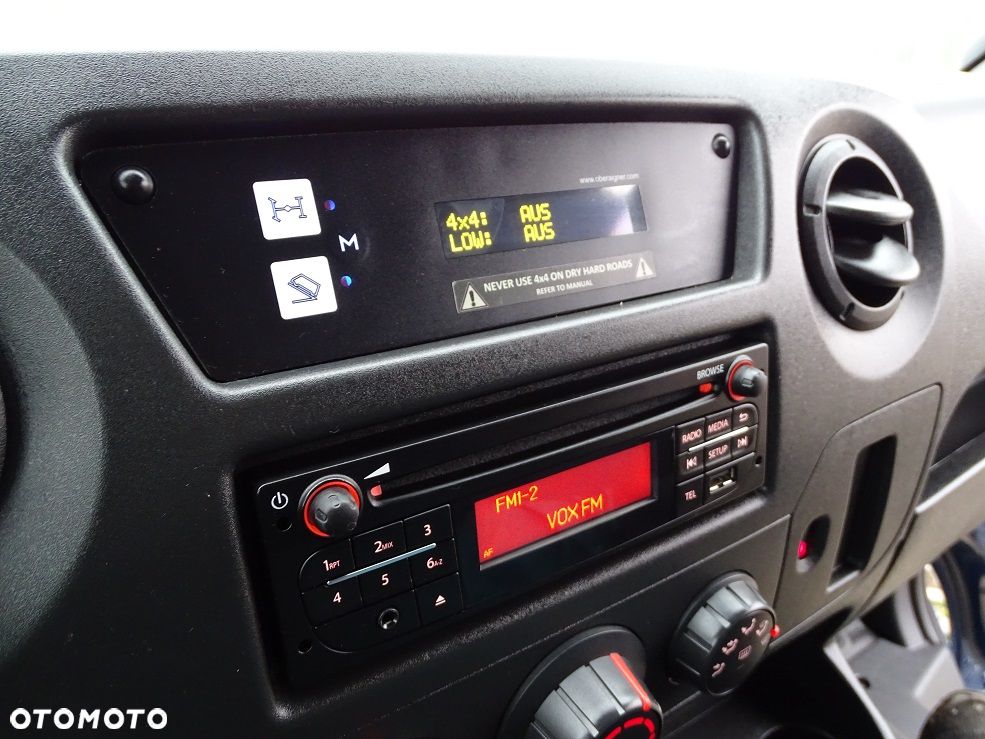 www.oberaigner.com
4x4: AUS
LOW: AUS
M
NEVER USE 4x4 ON DRY HARD ROADS
REFER TO MANUAL
BROWSE
RADIO MEDIA
SETUP
TEL
FM1-2
VOX FM
AF
1RPT 2MIX 3
4 5 6A-Z
OTOMOTO